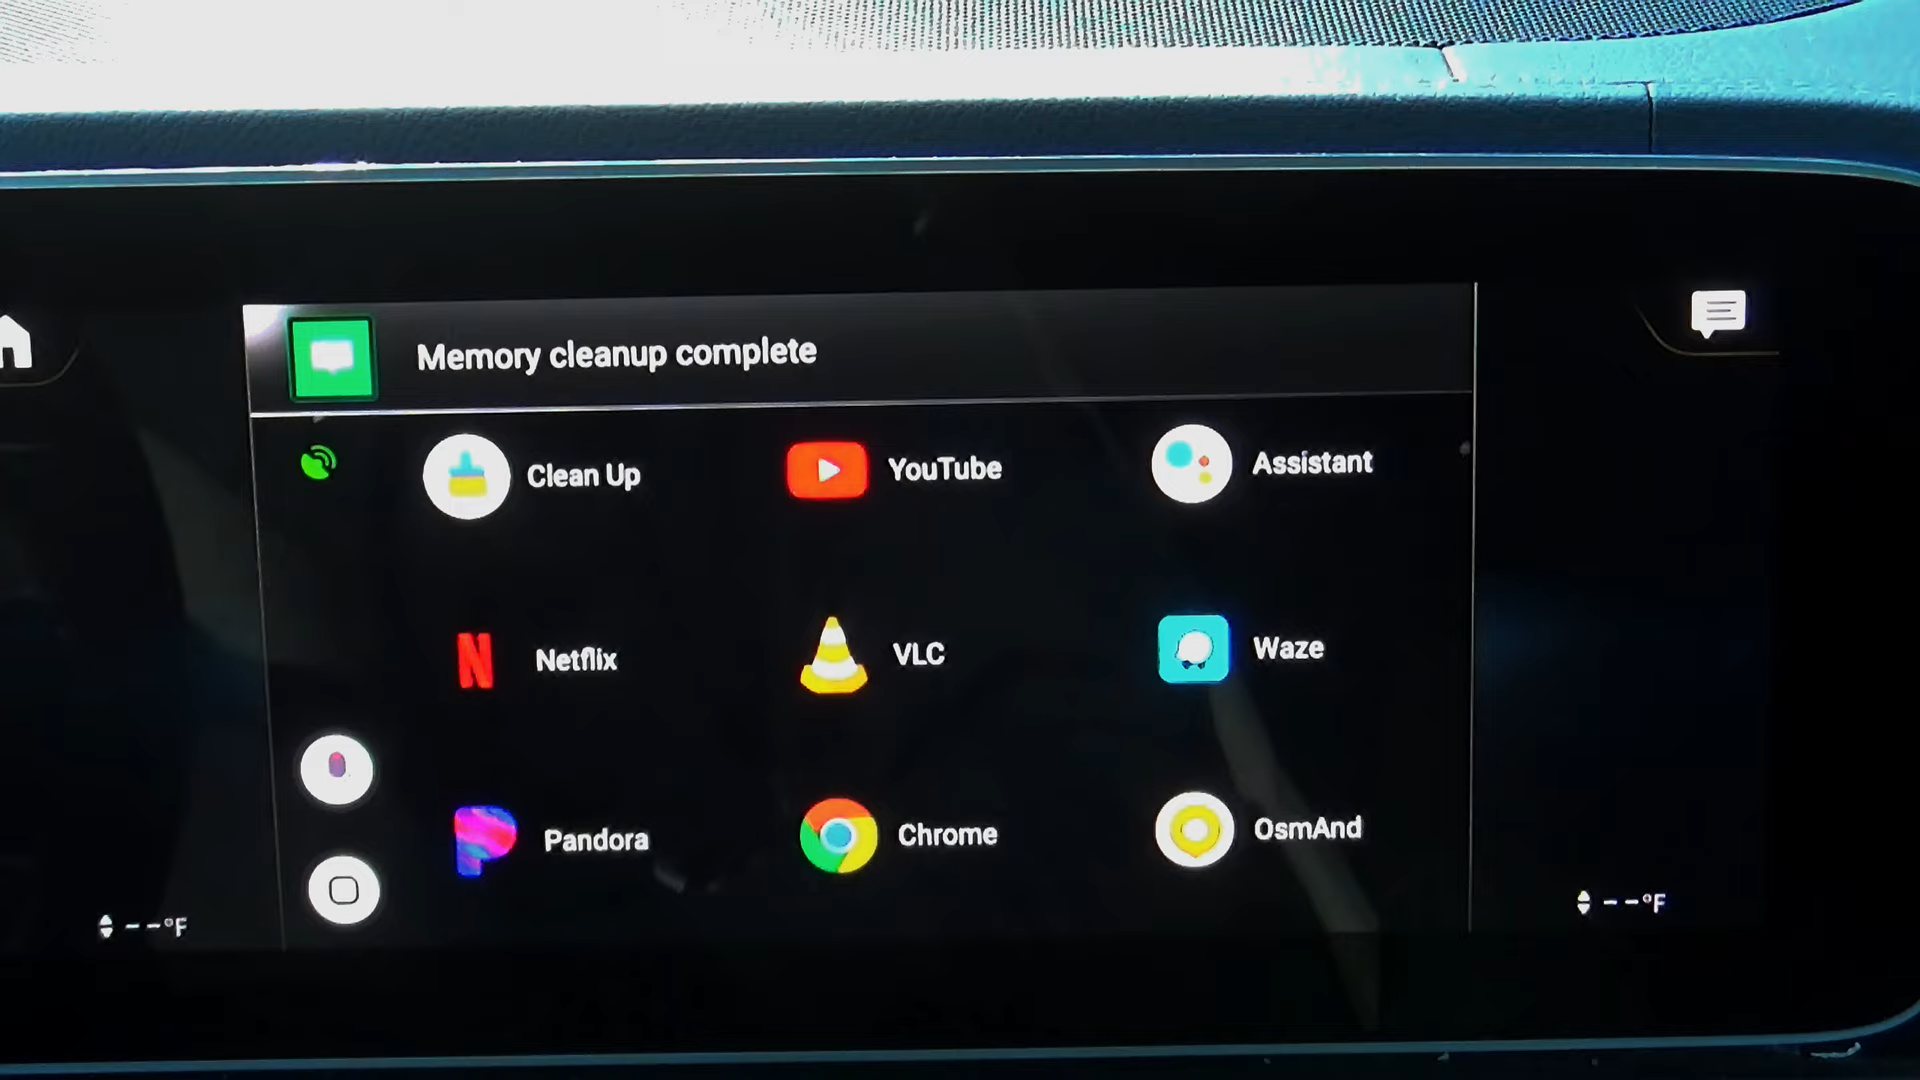 Memory cleanup complete
Clean Up
YouTube
Assistant
Netflix
VLC
Waze
Pandora
Chrome
OsmAnd
--°F
--°F